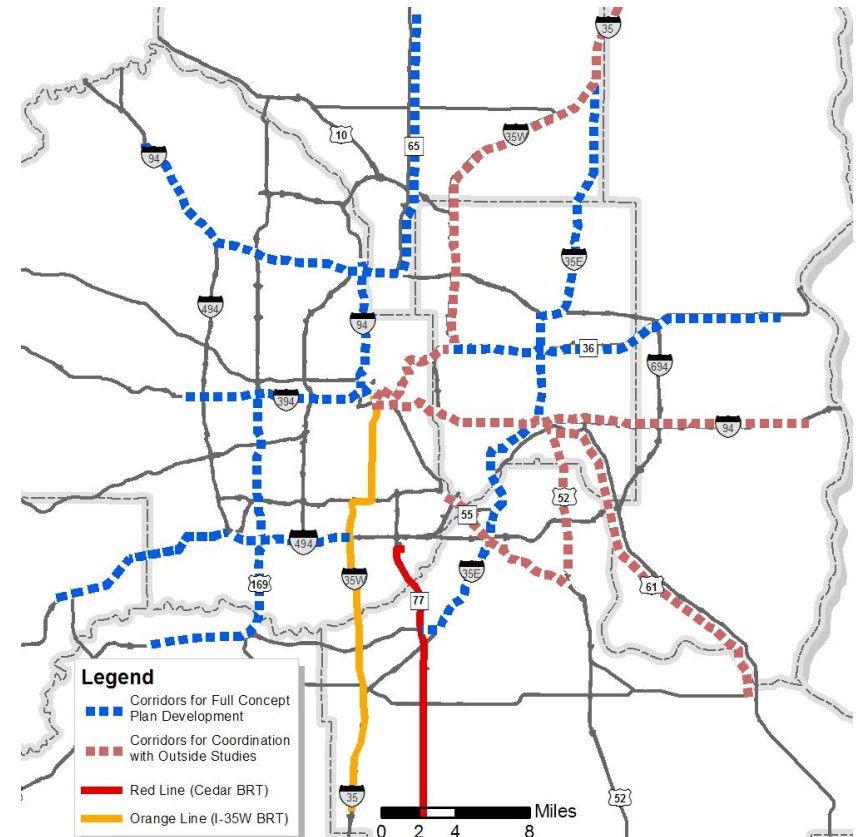 35
10
35W
65
94
35E
494
94
36
694
394
94
52
55
494
35W
35E
169
77
61
Legend
Corridors for Full Concept
Plan Development
Corridors for Coordination
with Outside Studies
Red Line (Cedar BRT)
Orange Line (I-35W BRT)
35
52
Miles
0 2 4 8